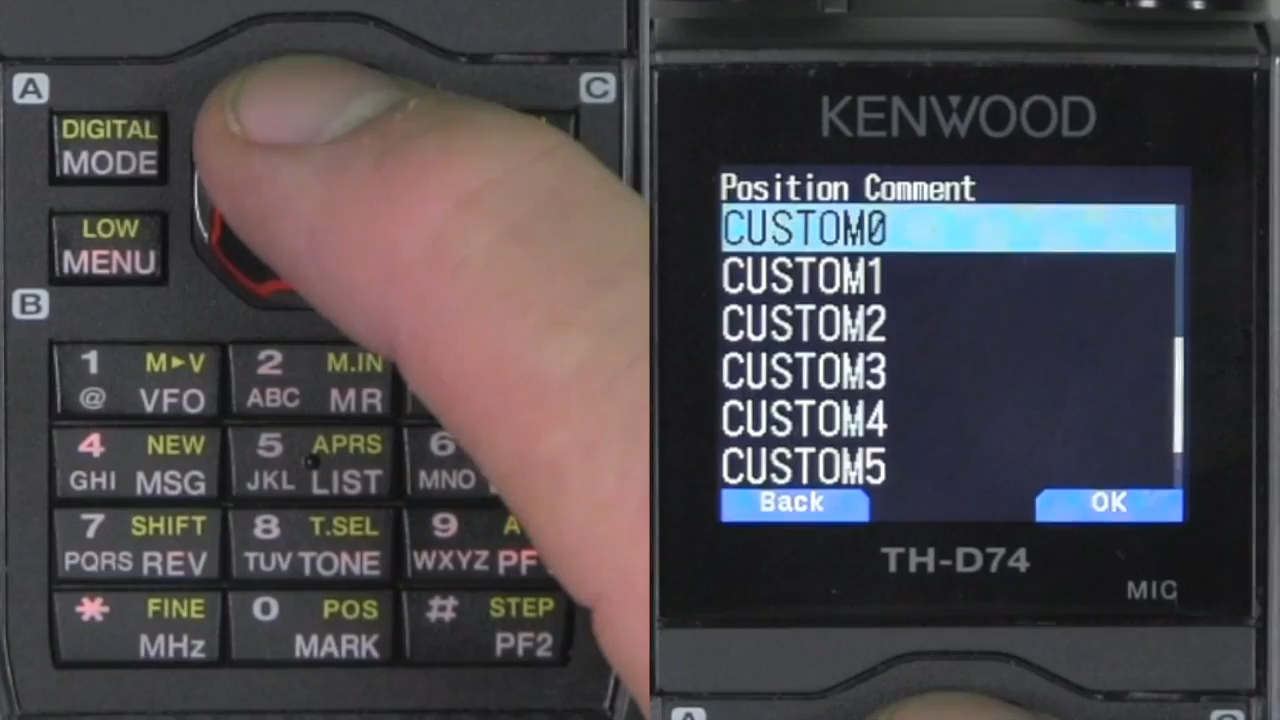 A
C
DIGITAL
MODE
LOW
MENU
B
1 M►V
@ VFO
2 M.IN
ABC MR
4 NEW
GHI MSG
5 APRS
JKL LIST
6
MNO
7 SHIFT
PQRS REV
8 T.SEL
TUV TONE
9 A
WXYZ PF
* FINE
MHz
0 POS
MARK
# STEP
PF2
KENWOOD
Position Comment
CUSTOM0
CUSTOM1
CUSTOM2
CUSTOM3
CUSTOM4
CUSTOM5
Back OK
TH-D74
MIC
A